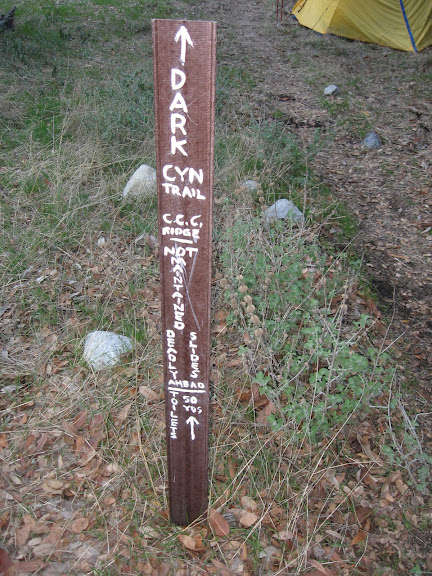 ↑
DARK
CYN
TRAIL
C.C.C.
RIDGE
NOT
MAINTAINED
DEADLY
SLIDES
AHEAD
TOILETS
50
YDS
↑